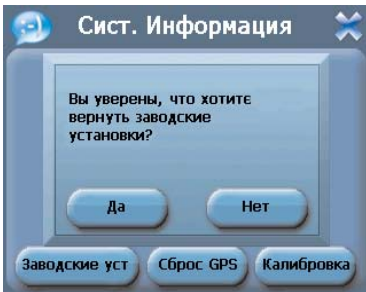 Сист. Информация
Вы уверены, что хотите
вернуть заводские
установки?
Да
Нет
Заводские уст
Сброс GPS
Калибровка